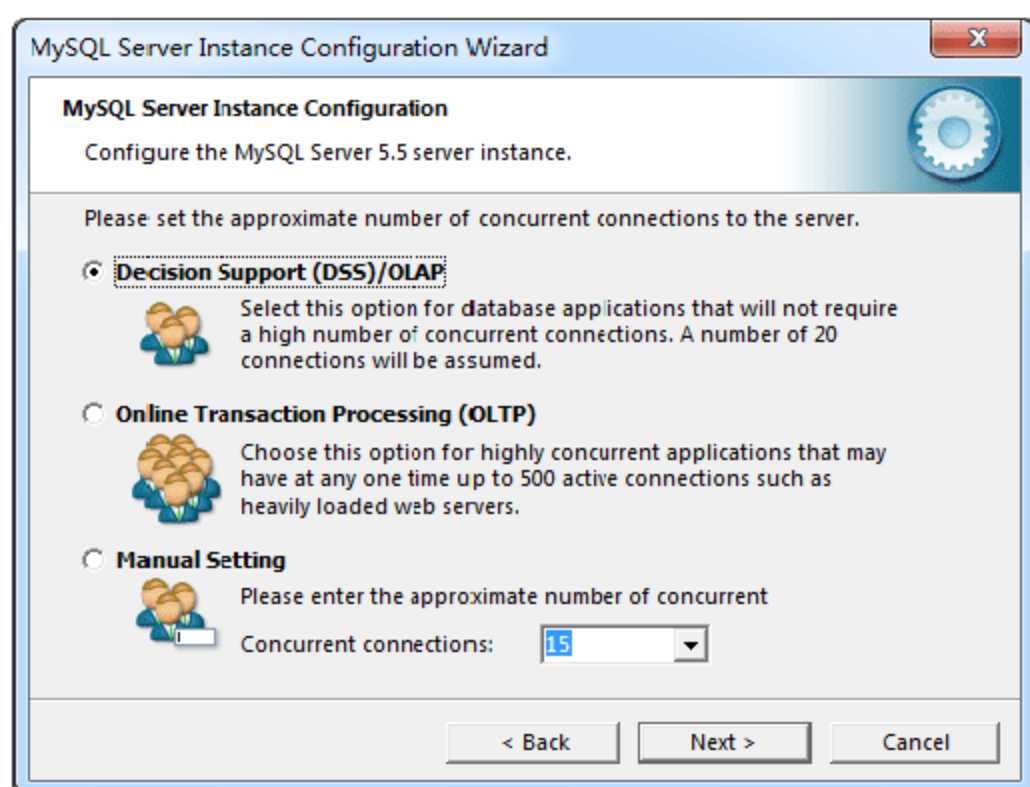 MySQL Server Instance Configuration Wizard
MySQL Server Instance Configuration
Configure the MySQL Server 5.5 server instance.
Please set the approximate number of concurrent connections to the server.
Decision Support (DSS)/OLAP
Select this option for database applications that will not require
a high number of concurrent connections. A number of 20
connections will be assumed.
Online Transaction Processing (OLTP)
Choose this option for highly concurrent applications that may
have at any one time up to 500 active connections such as
heavily loaded web servers.
Manual Setting
Please enter the approximate number of concurrent
Concurrent connections: 15
< Back Next > Cancel